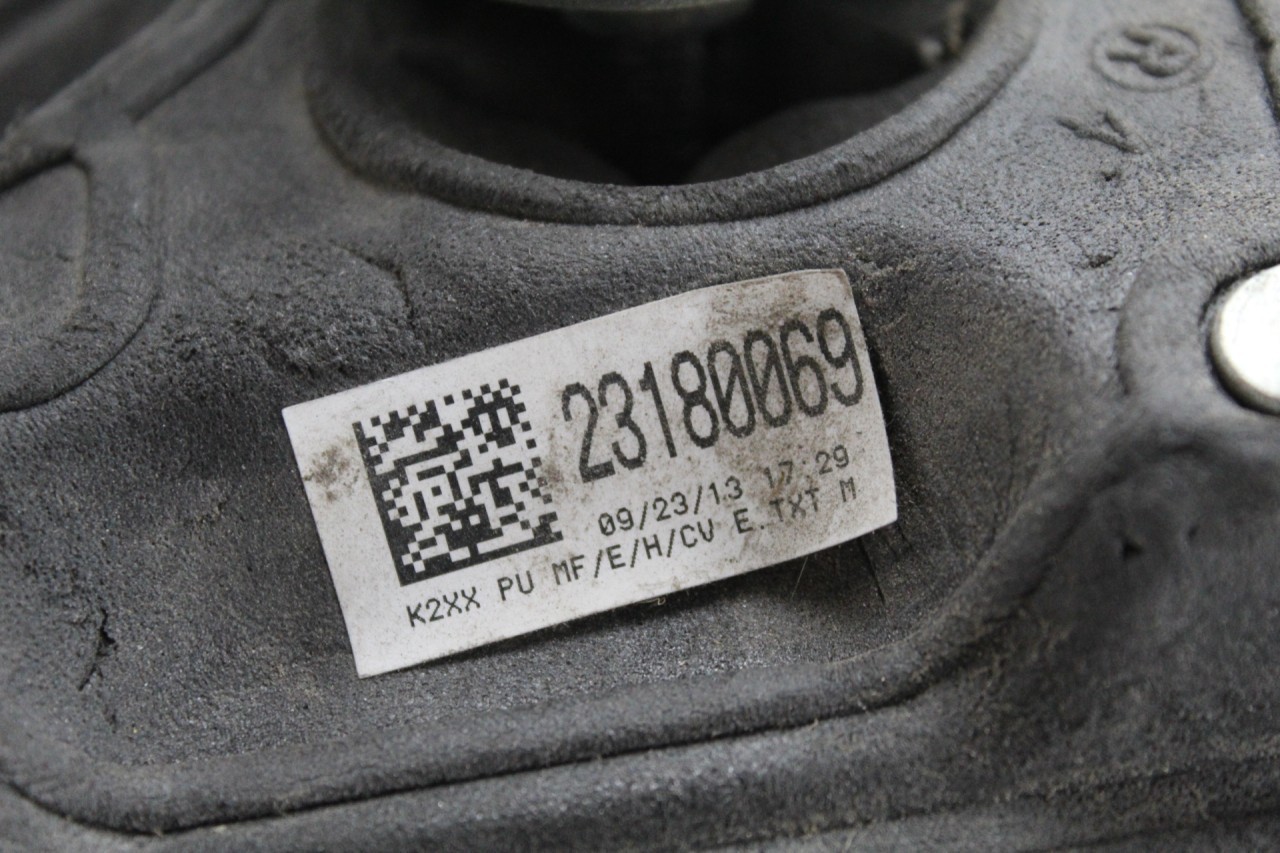 ®
23180069
09/23/13 17:29
K2XX PU MF/E/H/CV E.TXT M